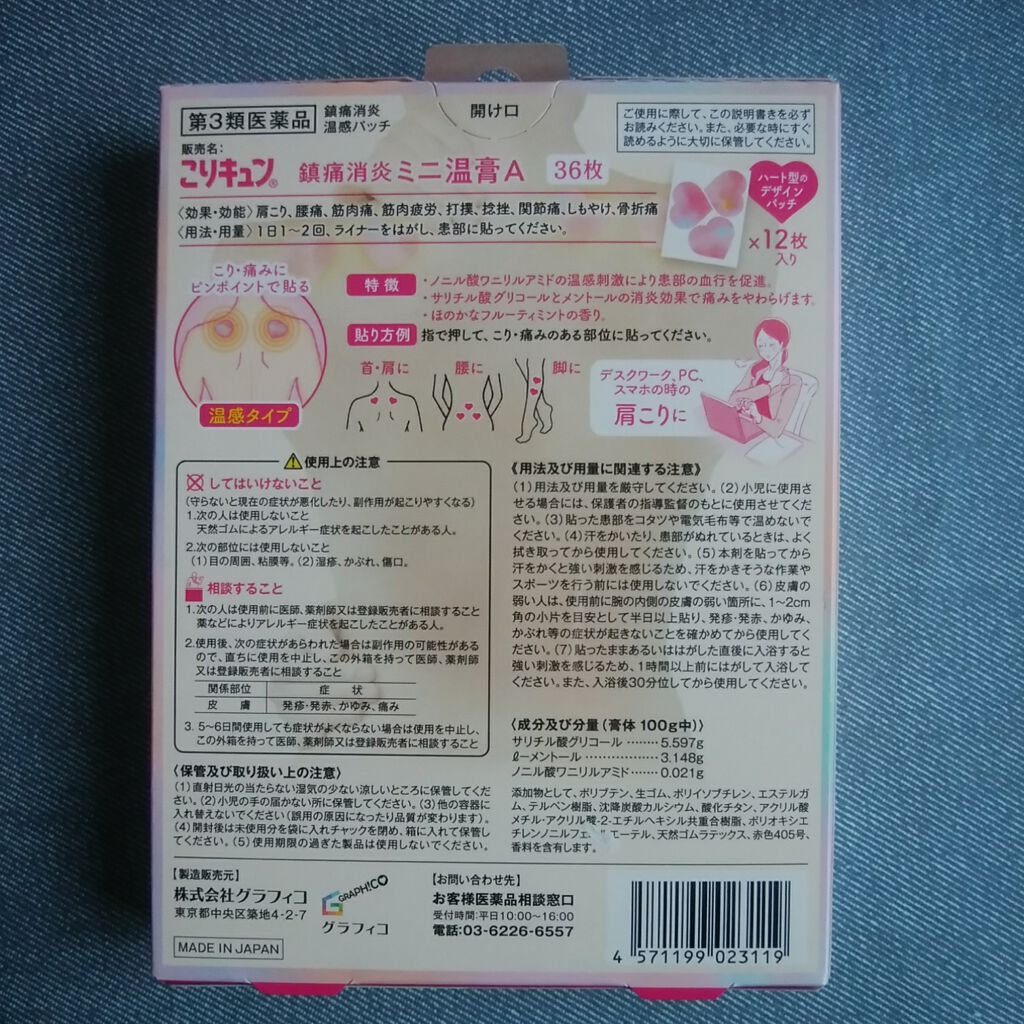 第3類医薬品
鎮痛消炎
温感パッチ
開け口
ご使用に際して、この説明書きを必ず
お読みください。また、必要な時にすぐ
読めるように大切に保管してください。
販売名:
こりキュン® 鎮痛消炎ミニ温膏A 36枚
ハート型の
デザイン
パッチ
×12枚
入り
〈効果・効能〉肩こり、腰痛、筋肉痛、筋肉疲労、打撲、捻挫、関節痛、しもやけ、骨折痛
〈用法・用量〉1日1〜2回、ライナーをはがし、患部に貼ってください。
こり・痛みに
ピンポイントで貼る
温感タイプ
特徴
・ノニル酸ワニリルアミドの温感刺激により患部の血行を促進。
・サリチル酸グリコールとメントールの消炎効果で痛みをやわらげます。
・ほのかなフルーティミントの香り。
貼り方例 指で押して、こり・痛みのある部位に貼ってください。
首・肩に 腰に 脚に
デスクワーク、PC、
スマホの時の
肩こりに
使用上の注意
してはいけないこと
(守らないと現在の症状が悪化したり、副作用が起こりやすくなる)
1.次の人は使用しないこと
天然ゴムによるアレルギー症状を起こしたことがある人。
2.次の部位には使用しないこと
(1)目の周囲、粘膜等。(2)湿疹、かぶれ、傷口。
相談すること
1.次の人は使用前に医師、薬剤師又は登録販売者に相談すること
薬などによりアレルギー症状を起こしたことがある人。
2.使用後、次の症状があらわれた場合は副作用の可能性がある
ので、直ちに使用を中止し、この外箱を持って医師、薬剤師
又は登録販売者に相談すること
関係部位 症状
皮膚 発疹・発赤、かゆみ、痛み
3. 5〜6日間使用しても症状がよくならない場合は使用を中止し、
この外箱を持って医師、薬剤師又は登録販売者に相談すること
〈保管及び取り扱い上の注意〉
(1)直射日光の当たらない湿気の少ない涼しいところに保管してくだ
さい。(2)小児の手の届かない所に保管してください。(3)他の容器に
入れ替えないでください(誤用の原因になったり品質が変わります)。
(4)開封後は未使用分を袋に入れチャックを閉め、箱に入れて保管し
てください。(5)使用期限の過ぎた製品は使用しないでください。
《用法及び用量に関連する注意》
(1)用法及び用量を厳守してください。(2)小児に使用さ
せる場合には、保護者の指導監督のもとに使用させてくだ
さい。(3)貼った患部をコタツや電気毛布等で温めないで
ください。(4)汗をかいたり、患部がぬれているときは、よく
拭き取ってから使用してください。(5)本剤を貼ってから
汗をかくと強い刺激を感じるため、汗をかきそうな作業や
スポーツを行う前には使用しないでください。(6)皮膚の
弱い人は、使用前に腕の内側の皮膚の弱い箇所に、1〜2cm
角の小片を目安として半日以上貼り、発疹・発赤、かゆみ、
かぶれ等の症状が起きないことを確かめてから使用してく
ださい。(7)貼ったままあるいははがした直後に入浴すると
強い刺激を感じるため、1時間以上前にはがして入浴して
ください。また、入浴後30分位してから使用してください。
〈成分及び分量(膏体 100g中)〉
サリチル酸グリコール ……… 5.597g
ℓーメントール ………………… 3.148g
ノニル酸ワニリルアミド …… 0.021g
添加物として、ポリブテン、生ゴム、ポリイソブチレン、エステルガ
ム、テルペン樹脂、沈降炭酸カルシウム、酸化チタン、アクリル酸
メチル・アクリル酸-2-エチルヘキシル共重合樹脂、ポリオキシエ
チレンノニルフェ エーテル、天然ゴムラテックス、赤色405号、
香料を含有します。
【製造販売元】
株式会社グラフィコ
東京都中央区築地4-2-7
MADE IN JAPAN
GRAPH!CO
グラフィコ
【お問い合わせ先】
お客様医薬品相談窓口
受付時間:平日10:00〜16:00
電話:03-6226-6557
4 571199 023119